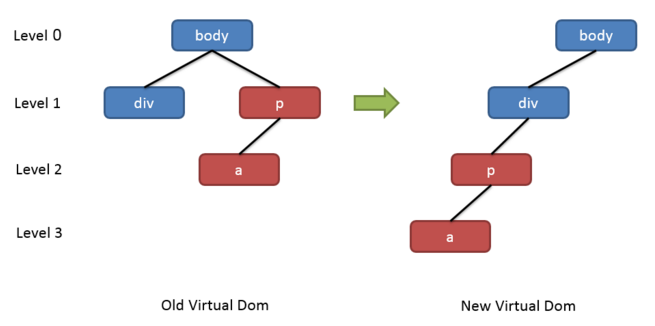 Level 0
body
body
Level 1
div
p
div
Level 2
a
p
Level 3
a
Old Virtual Dom
New Virtual Dom